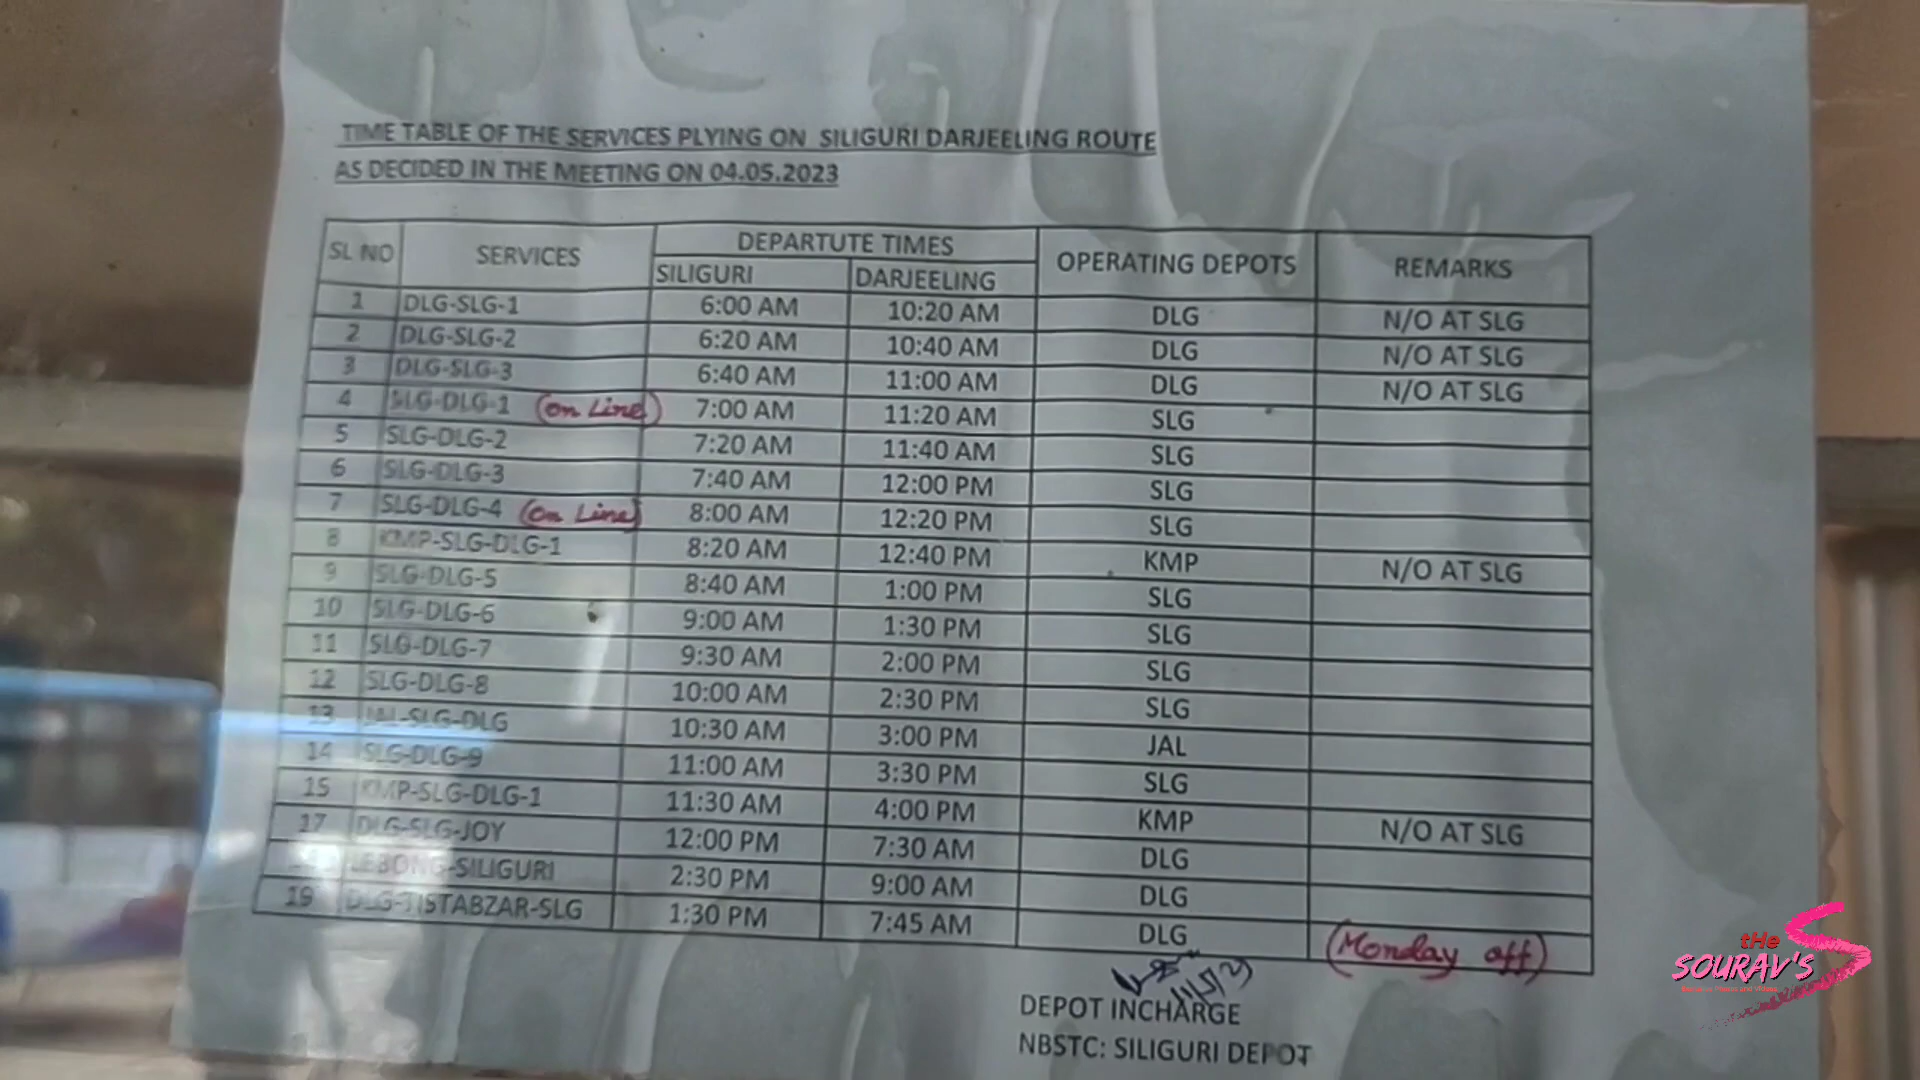 TIME TABLE OF THE SERVICES PLYING ON SILIGURI DARJEELING ROUTE
AS DECIDED IN THE MEETING ON 04.05.2023
SL NO SERVICES DEPARTUTE TIMES OPERATING DEPOTS REMARKS
SILIGURI DARJEELING
1 DLG-SLG-1 6:00 AM 10:20 AM DLG N/O AT SLG
2 DLG-SLG-2 6:20 AM 10:40 AM DLG N/O AT SLG
3 DLG-SLG-3 6:40 AM 11:00 AM DLG N/O AT SLG
4 SLG-DLG-1 (on Line) 7:00 AM 11:20 AM SLG
5 SLG-DLG-2 7:20 AM 11:40 AM SLG
6 SLG-DLG-3 7:40 AM 12:00 PM SLG
7 SLG-DLG-4 (on Line) 8:00 AM 12:20 PM SLG
8 KMP-SLG-DLG-1 8:20 AM 12:40 PM KMP N/O AT SLG
9 SLG-DLG-5 8:40 AM 1:00 PM SLG
10 SLG-DLG-6 9:00 AM 1:30 PM SLG
11 SLG-DLG-7 9:30 AM 2:00 PM SLG
12 SLG-DLG-8 10:00 AM 2:30 PM SLG
13 JAL-SLG-DLG 10:30 AM 3:00 PM JAL
14 SLG-DLG-9 11:00 AM 3:30 PM SLG
15 KMP-SLG-DLG-1 11:30 AM 4:00 PM KMP N/O AT SLG
17 DLG-SLG-JOY 12:00 PM 7:30 AM DLG
LEBONG-SILIGURI 2:30 PM 9:00 AM DLG
19 DLG-TISTABZAR-SLG 1:30 PM 7:45 AM DLG (Monday off)
DEPOT INCHARGE
NBSTC: SILIGURI DEPOT
tHe
SOURAV'S